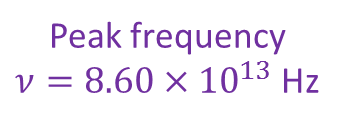 Peak frequency
𝜈 = 8.60 × 10¹³ Hz